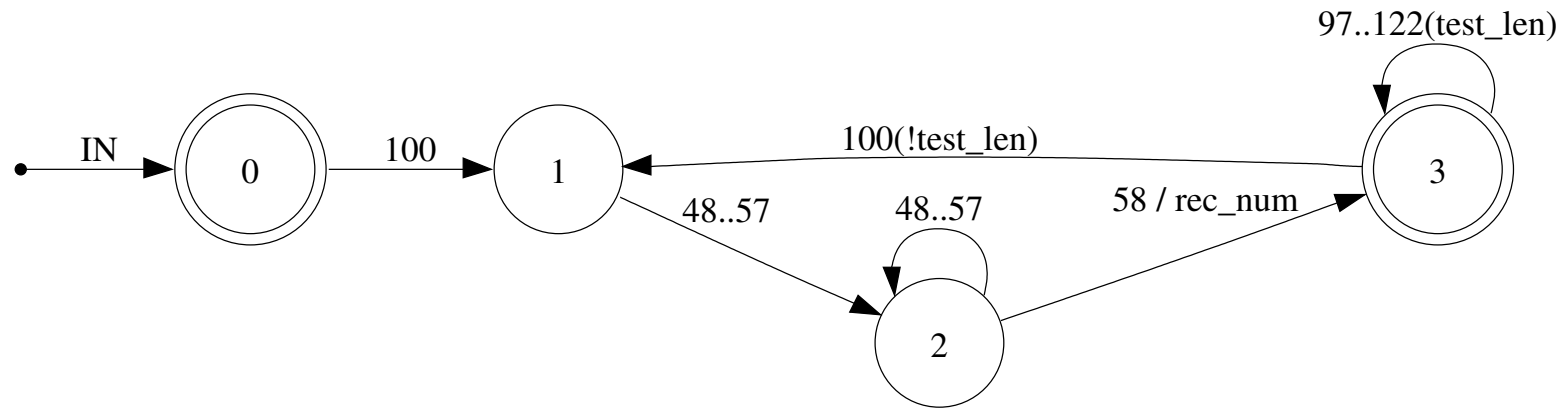 97..122(test_len)
IN
0
100
1
100(!test_len)
3
48..57
48..57
58 / rec_num
2